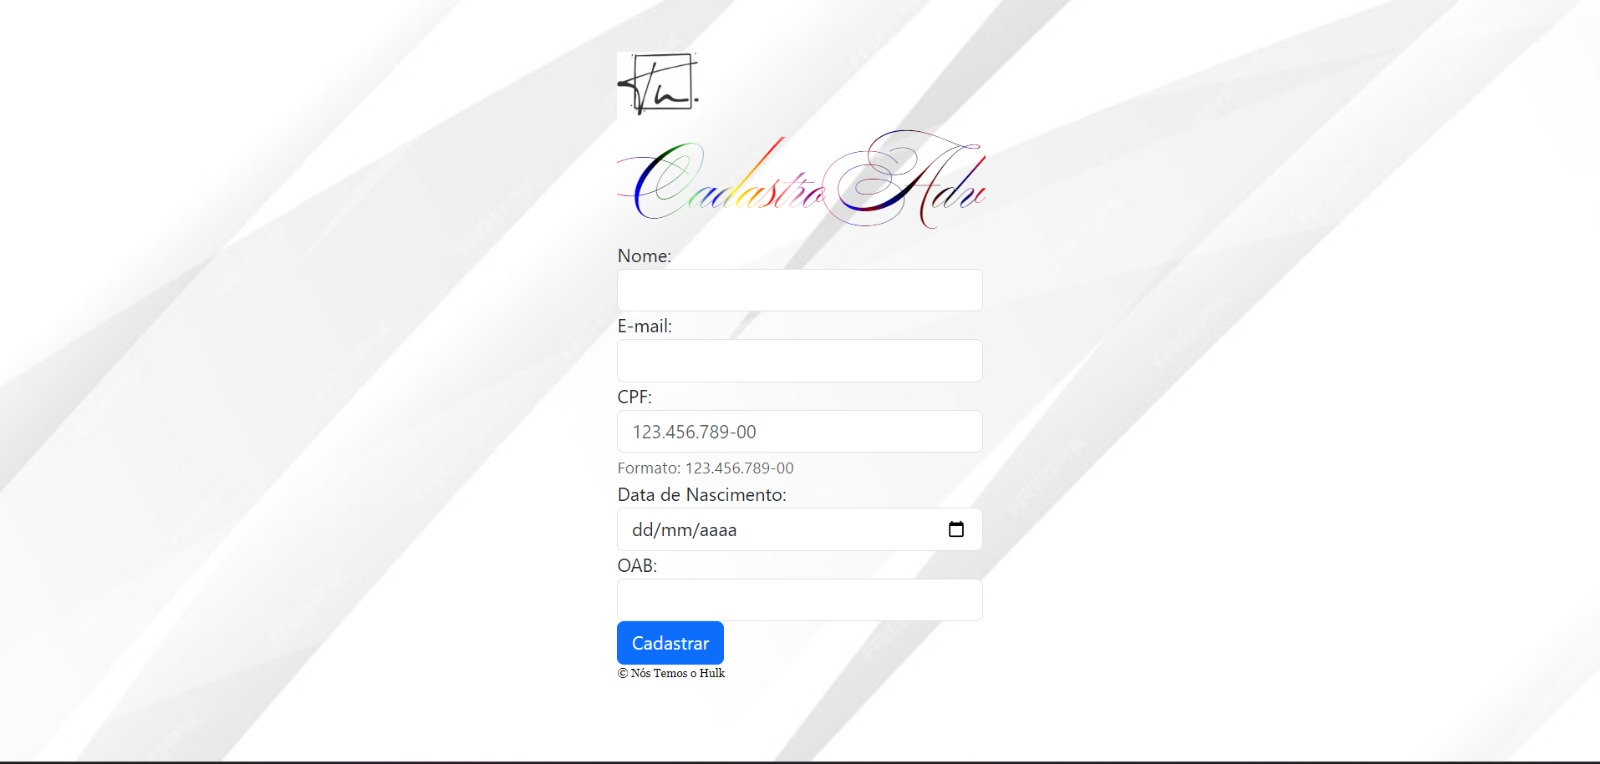 Th.
Cadastro Adv
Nome:
E-mail:
CPF:
123.456.789-00
Formato: 123.456.789-00
Data de Nascimento:
dd/mm/aaaa
OAB:
Cadastrar
© Nós Temos o Hulk